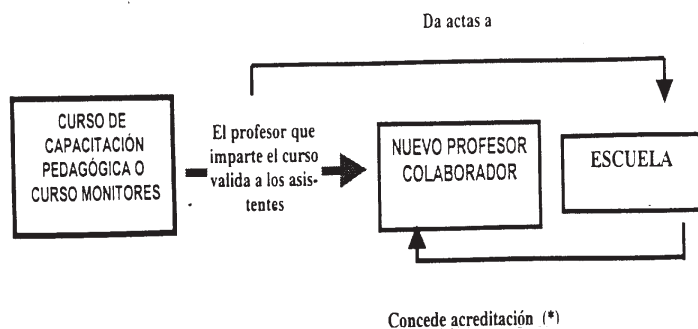 Da actas a
CURSO DE
CAPACITACIÓN
PEDAGÓGICA O
CURSO MONITORES
El profesor que
imparte el curso
valida a los asis-
tentes
NUEVO PROFESOR
COLABORADOR
ESCUELA
Concede acreditación (*)